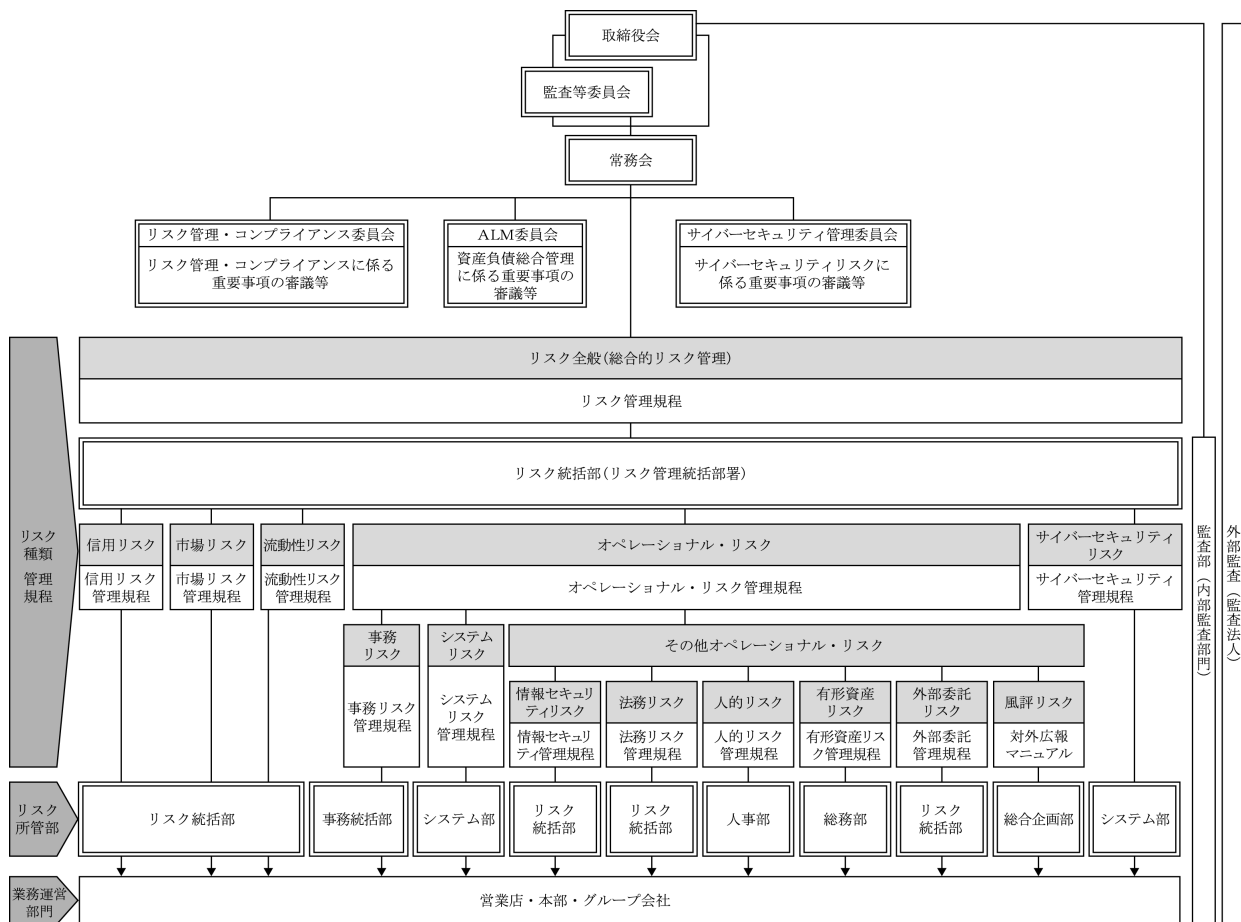 取締役会
監査等委員会
常務会
リスク管理・コンプライアンス委員会
リスク管理・コンプライアンスに係る
重要事項の審議等
ALM委員会
資産負債総合管理
に係る重要事項の
審議等
サイバーセキュリティ管理委員会
サイバーセキュリティリスクに
係る重要事項の審議等
リスク
種類
管理
規程
リスク全般(総合的リスク管理)
リスク管理規程
リスク統括部(リスク管理統括部署)
信用リスク
信用リスク
管理規程
市場リスク
市場リスク
管理規程
流動性リスク
流動性リスク
管理規程
オペレーショナル・リスク
オペレーショナル・リスク管理規程
サイバーセキュリティ
リスク
サイバーセキュリティ
管理規程
事務
リスク
事務リスク
管理規程
システム
リスク
システム
リスク
管理規程
その他オペレーショナル・リスク
情報セキュリ
ティリスク
情報セキュリ
ティ管理規程
法務リスク
法務リスク
管理規程
人的リスク
人的リスク
管理規程
有形資産
リスク
有形資産リス
ク管理規程
外部委託
リスク
外部委託
管理規程
風評リスク
対外広報
マニュアル
リスク
所管部
リスク統括部
事務統括部
システム部
リスク
統括部
リスク
統括部
人事部
総務部
リスク
統括部
総合企画部
システム部
業務運営
部門
営業店・本部・グループ会社
監査部(内部監査部門)
外部監査(監査法人)